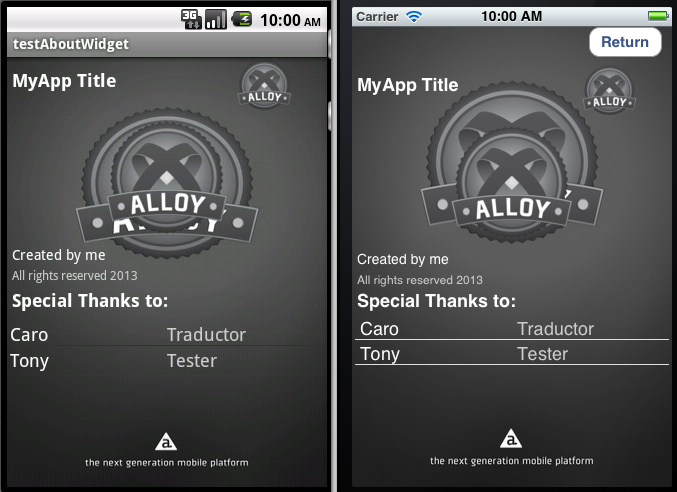 3G 10:00 AM
testAboutWidget
MyApp Title
ALLOY
ALLOY
Created by me
All rights reserved 2013
Special Thanks to:
Caro Traductor
Tony Tester
a
the next generation mobile platform
Carrier 10:00 AM
Return
MyApp Title
ALLOY
ALLOY
Created by me
All rights reserved 2013
Special Thanks to:
Caro Traductor
Tony Tester
a
the next generation mobile platform